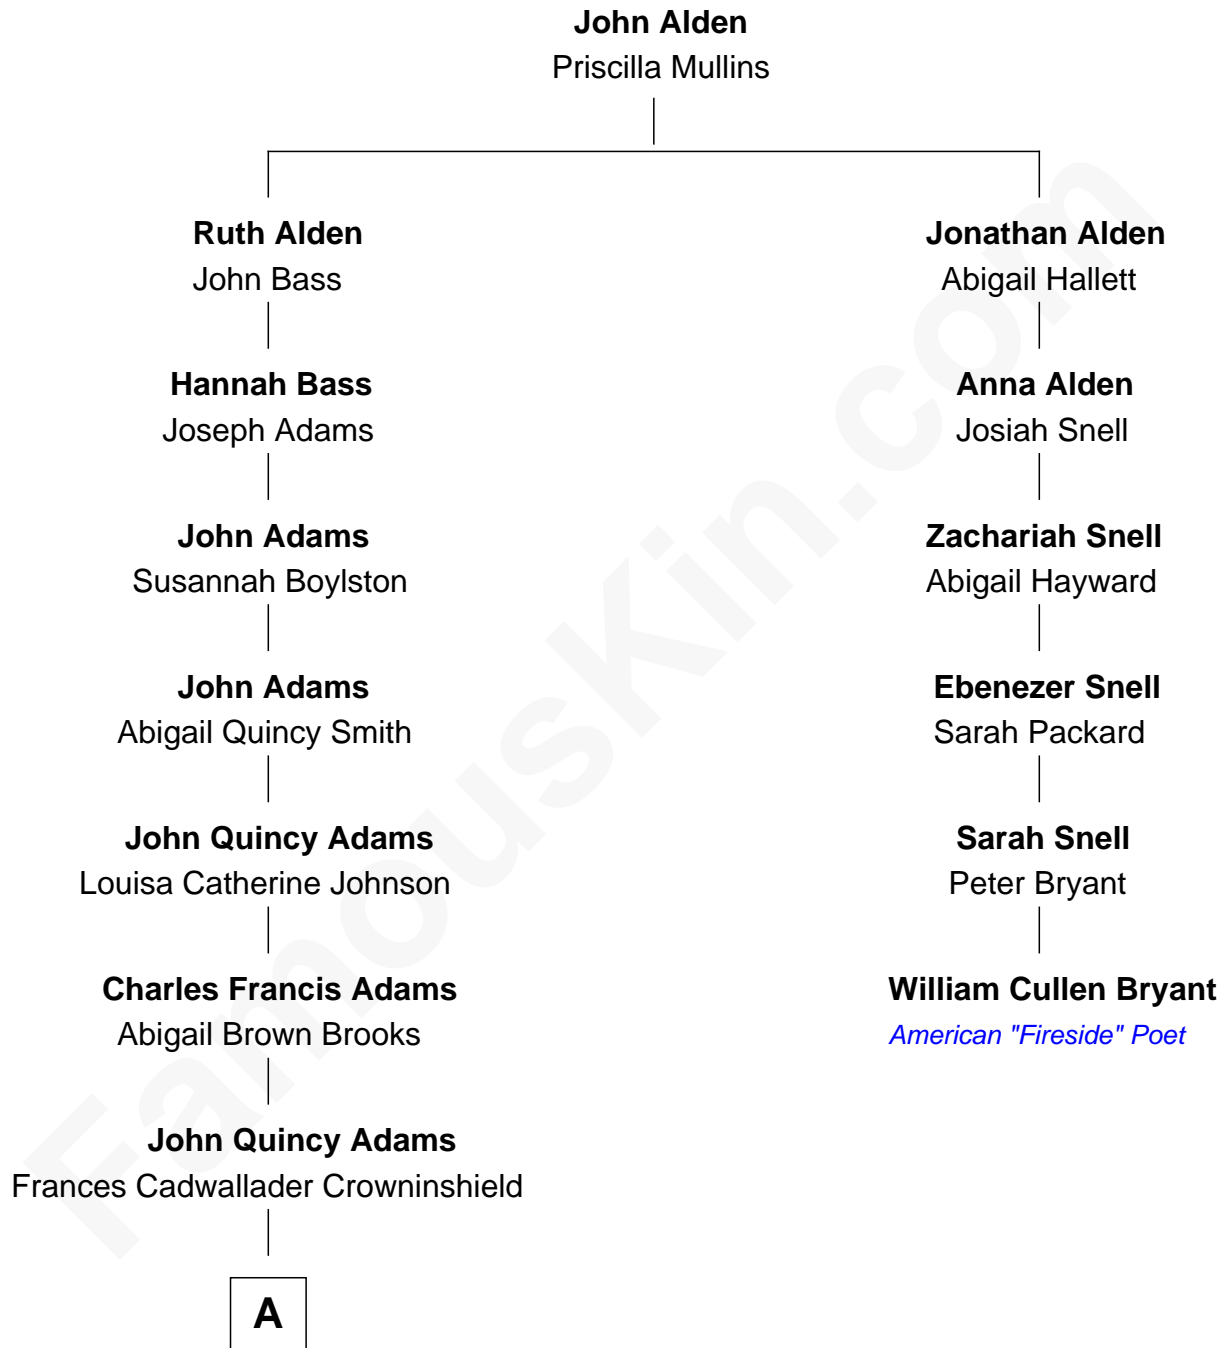 John Alden
Priscilla Mullins
Ruth Alden
John Bass
Jonathan Alden
Abigail Hallett
Hannah Bass
Joseph Adams
Anna Alden
Josiah Snell
John Adams
Susannah Boylston
Zachariah Snell
Abigail Hayward
John Adams
Abigail Quincy Smith
Ebenezer Snell
Sarah Packard
John Quincy Adams
Louisa Catherine Johnson
Sarah Snell
Peter Bryant
Charles Francis Adams
Abigail Brown Brooks
William Cullen Bryant
American "Fireside" Poet
John Quincy Adams
Frances Cadwallader Crowninshield
A
FamousKin.com